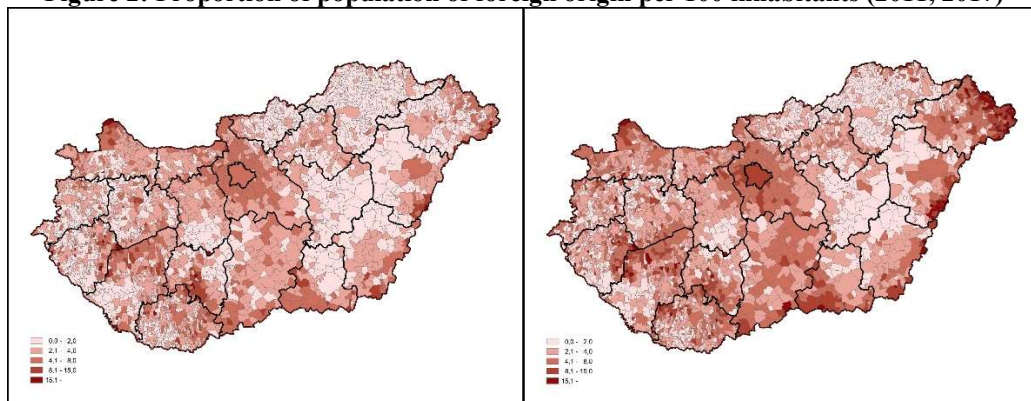 Figure 2: Proportion of population of foreign origin per 100 inhabitants (2011, 2017)
0,0 - 2,0
2,1 - 4,0
4,1 - 8,0
8,1 - 15,0
15,1 -
0,0 - 2,0
2,1 - 4,0
4,1 - 8,0
8,1 - 15,0
15,1 -